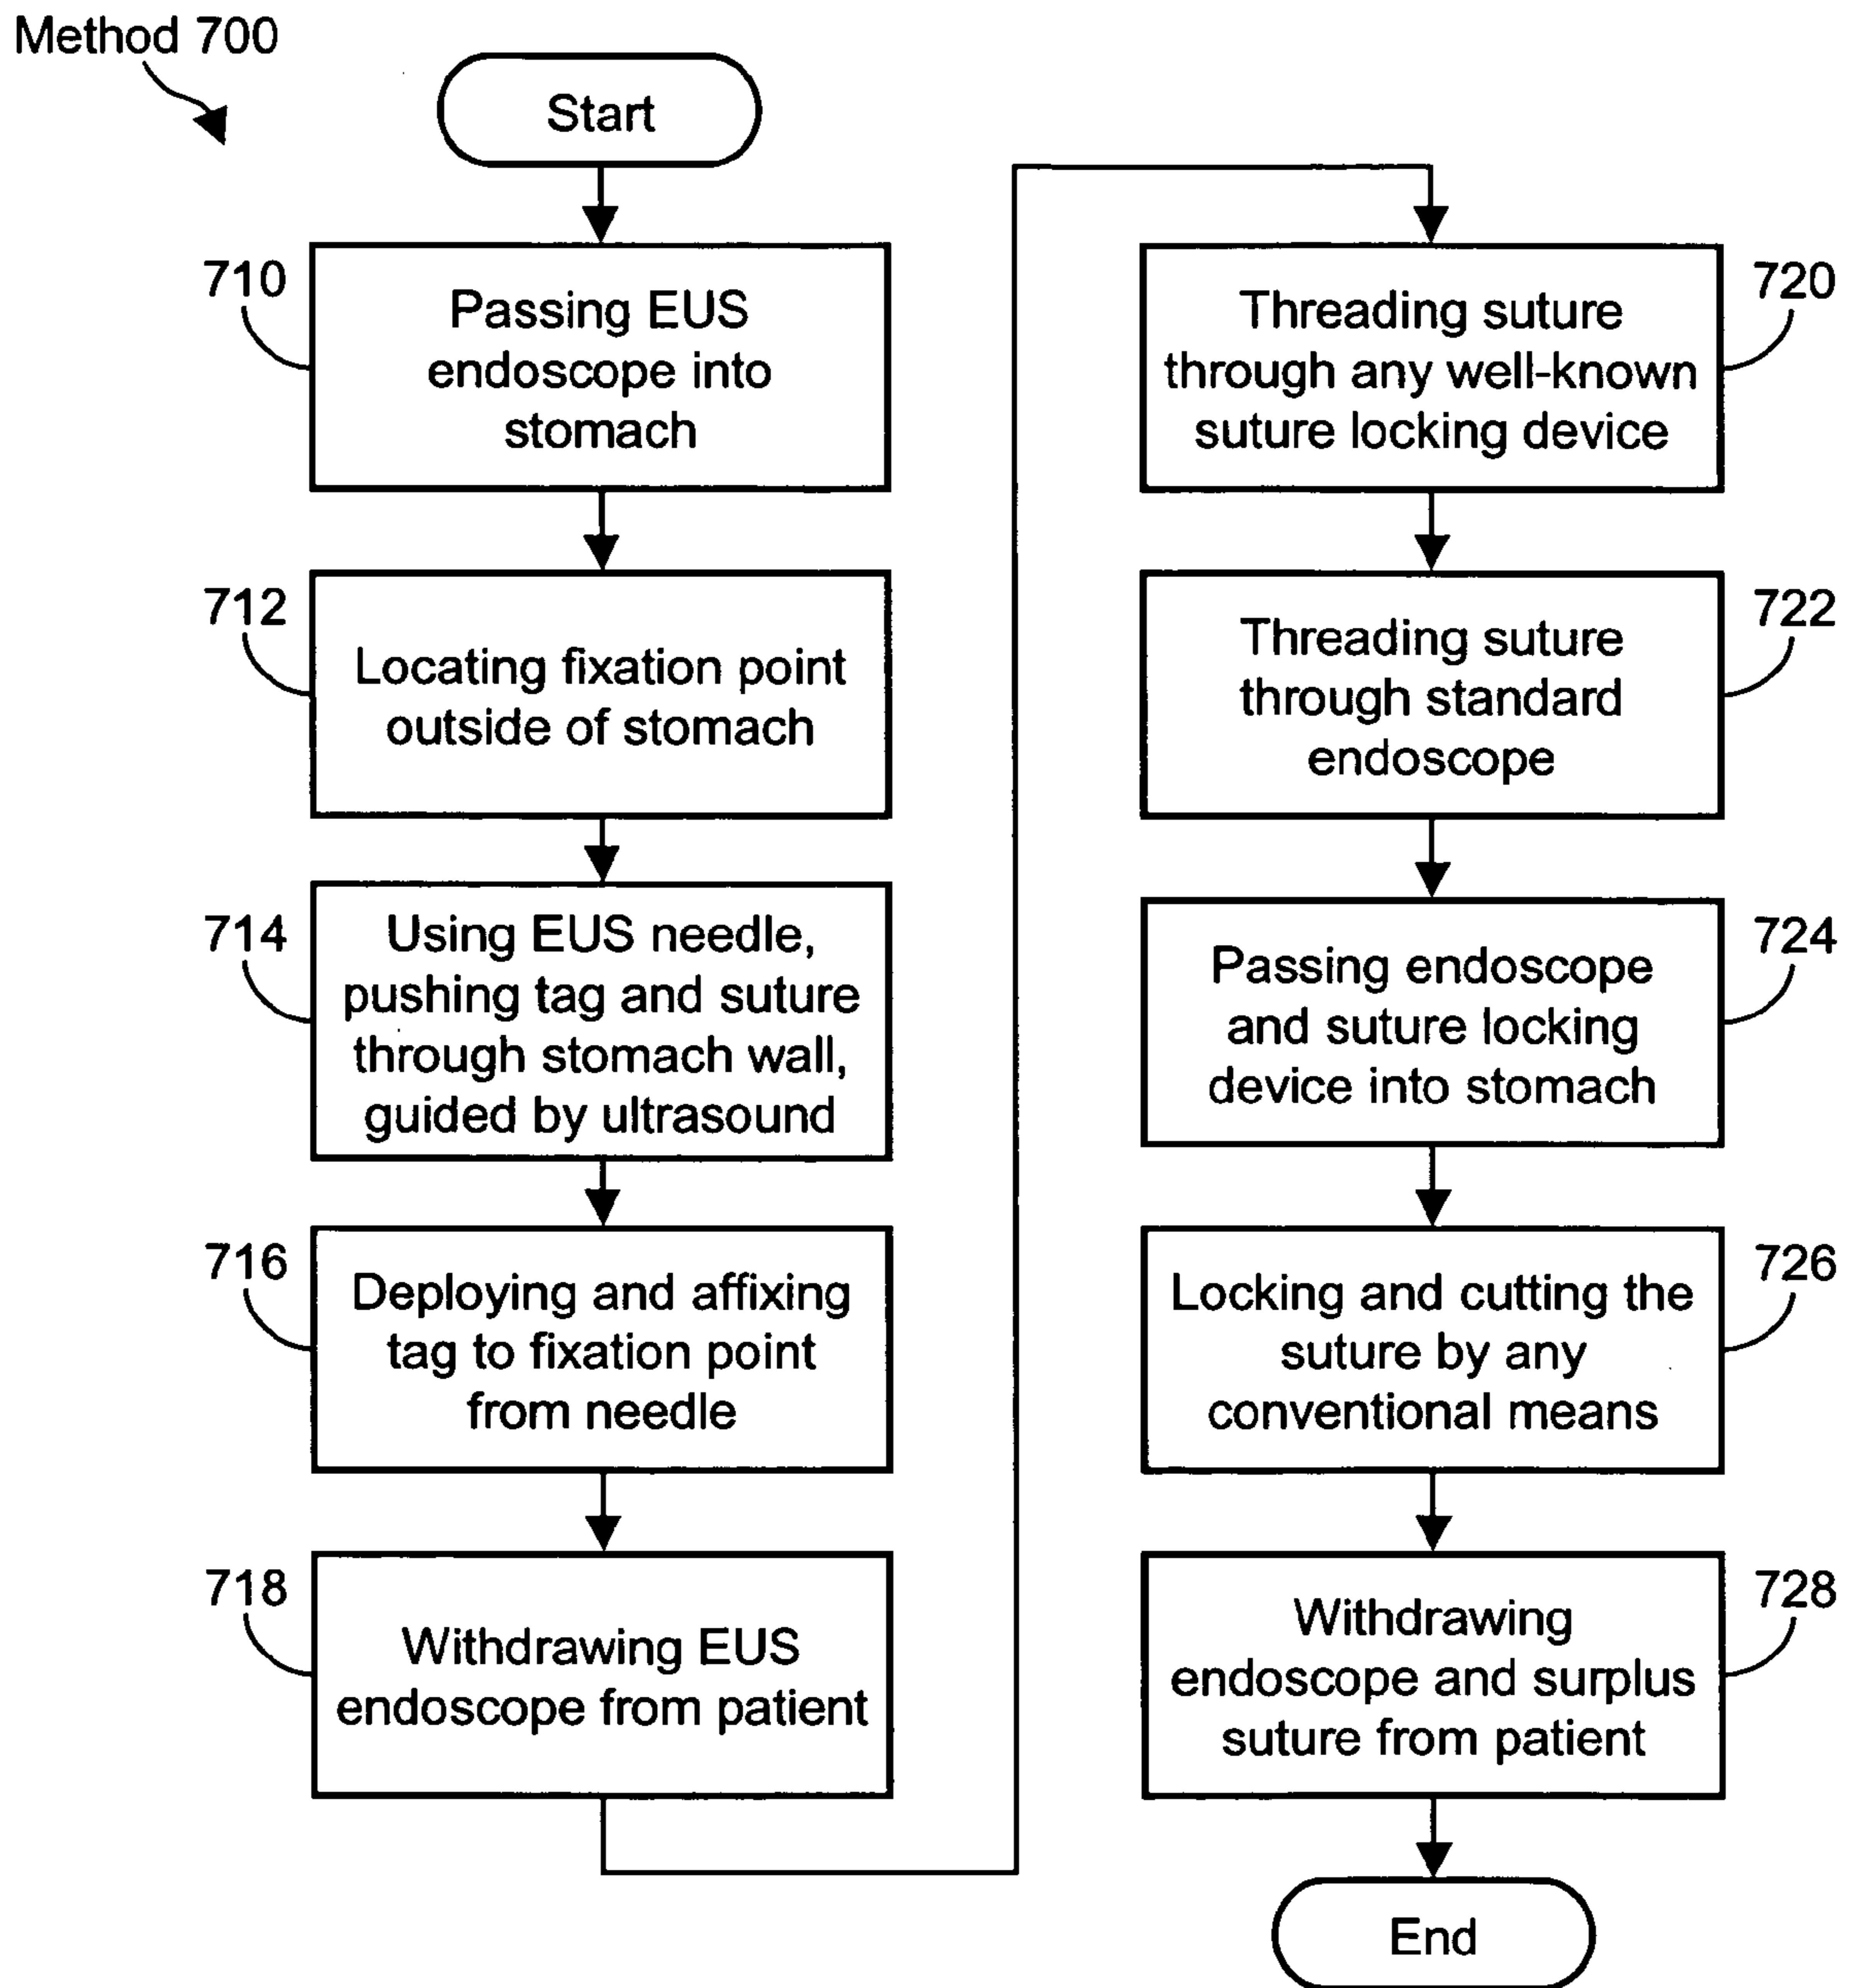 Method 700
Start
710
Passing EUS
endoscope into
stomach
712
Locating fixation point
outside of stomach
714
Using EUS needle,
pushing tag and suture
through stomach wall,
guided by ultrasound
716
Deploying and affixing
tag to fixation point
from needle
718
Withdrawing EUS
endoscope from patient
720
Threading suture
through any well-known
suture locking device
722
Threading suture
through standard
endoscope
724
Passing endoscope
and suture locking
device into stomach
726
Locking and cutting the
suture by any
conventional means
728
Withdrawing
endoscope and surplus
suture from patient
End